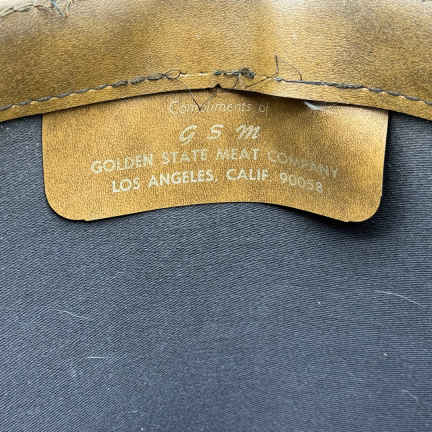 Compliments of
G S M
GOLDEN STATE MEAT COMPANY
LOS ANGELES, CALIF. 90058